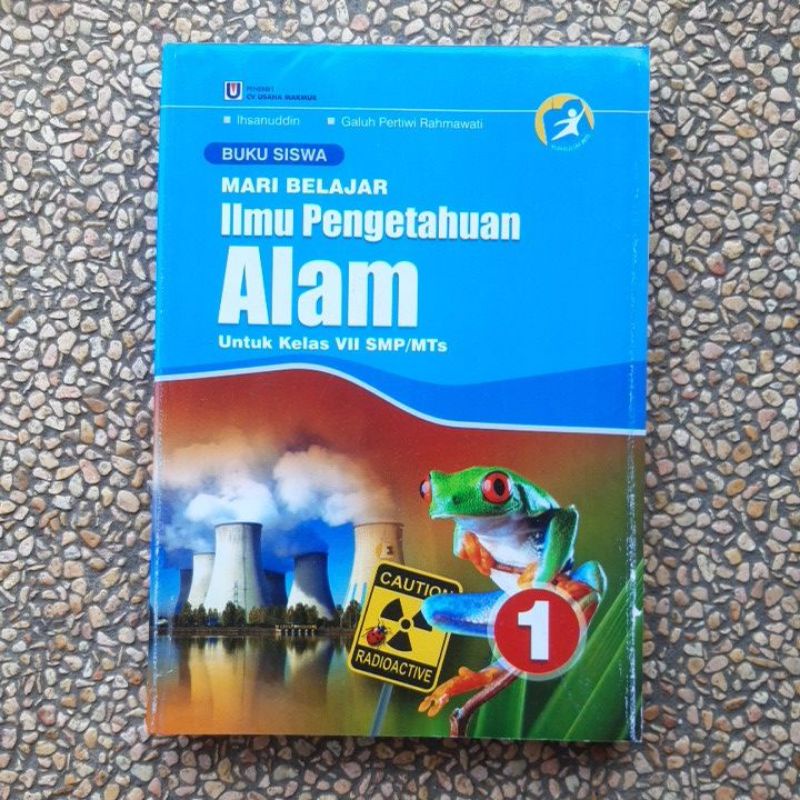 U
PENERBIT
CV. USAHA MAKMUR
Ihsanuddin Galuh Pertiwi Rahmawati
BUKU SISWA
MARI BELAJAR
Ilmu Pengetahuan
Alam
Untuk Kelas VII SMP/MTs
CAUTION
RADIOACTIVE
1